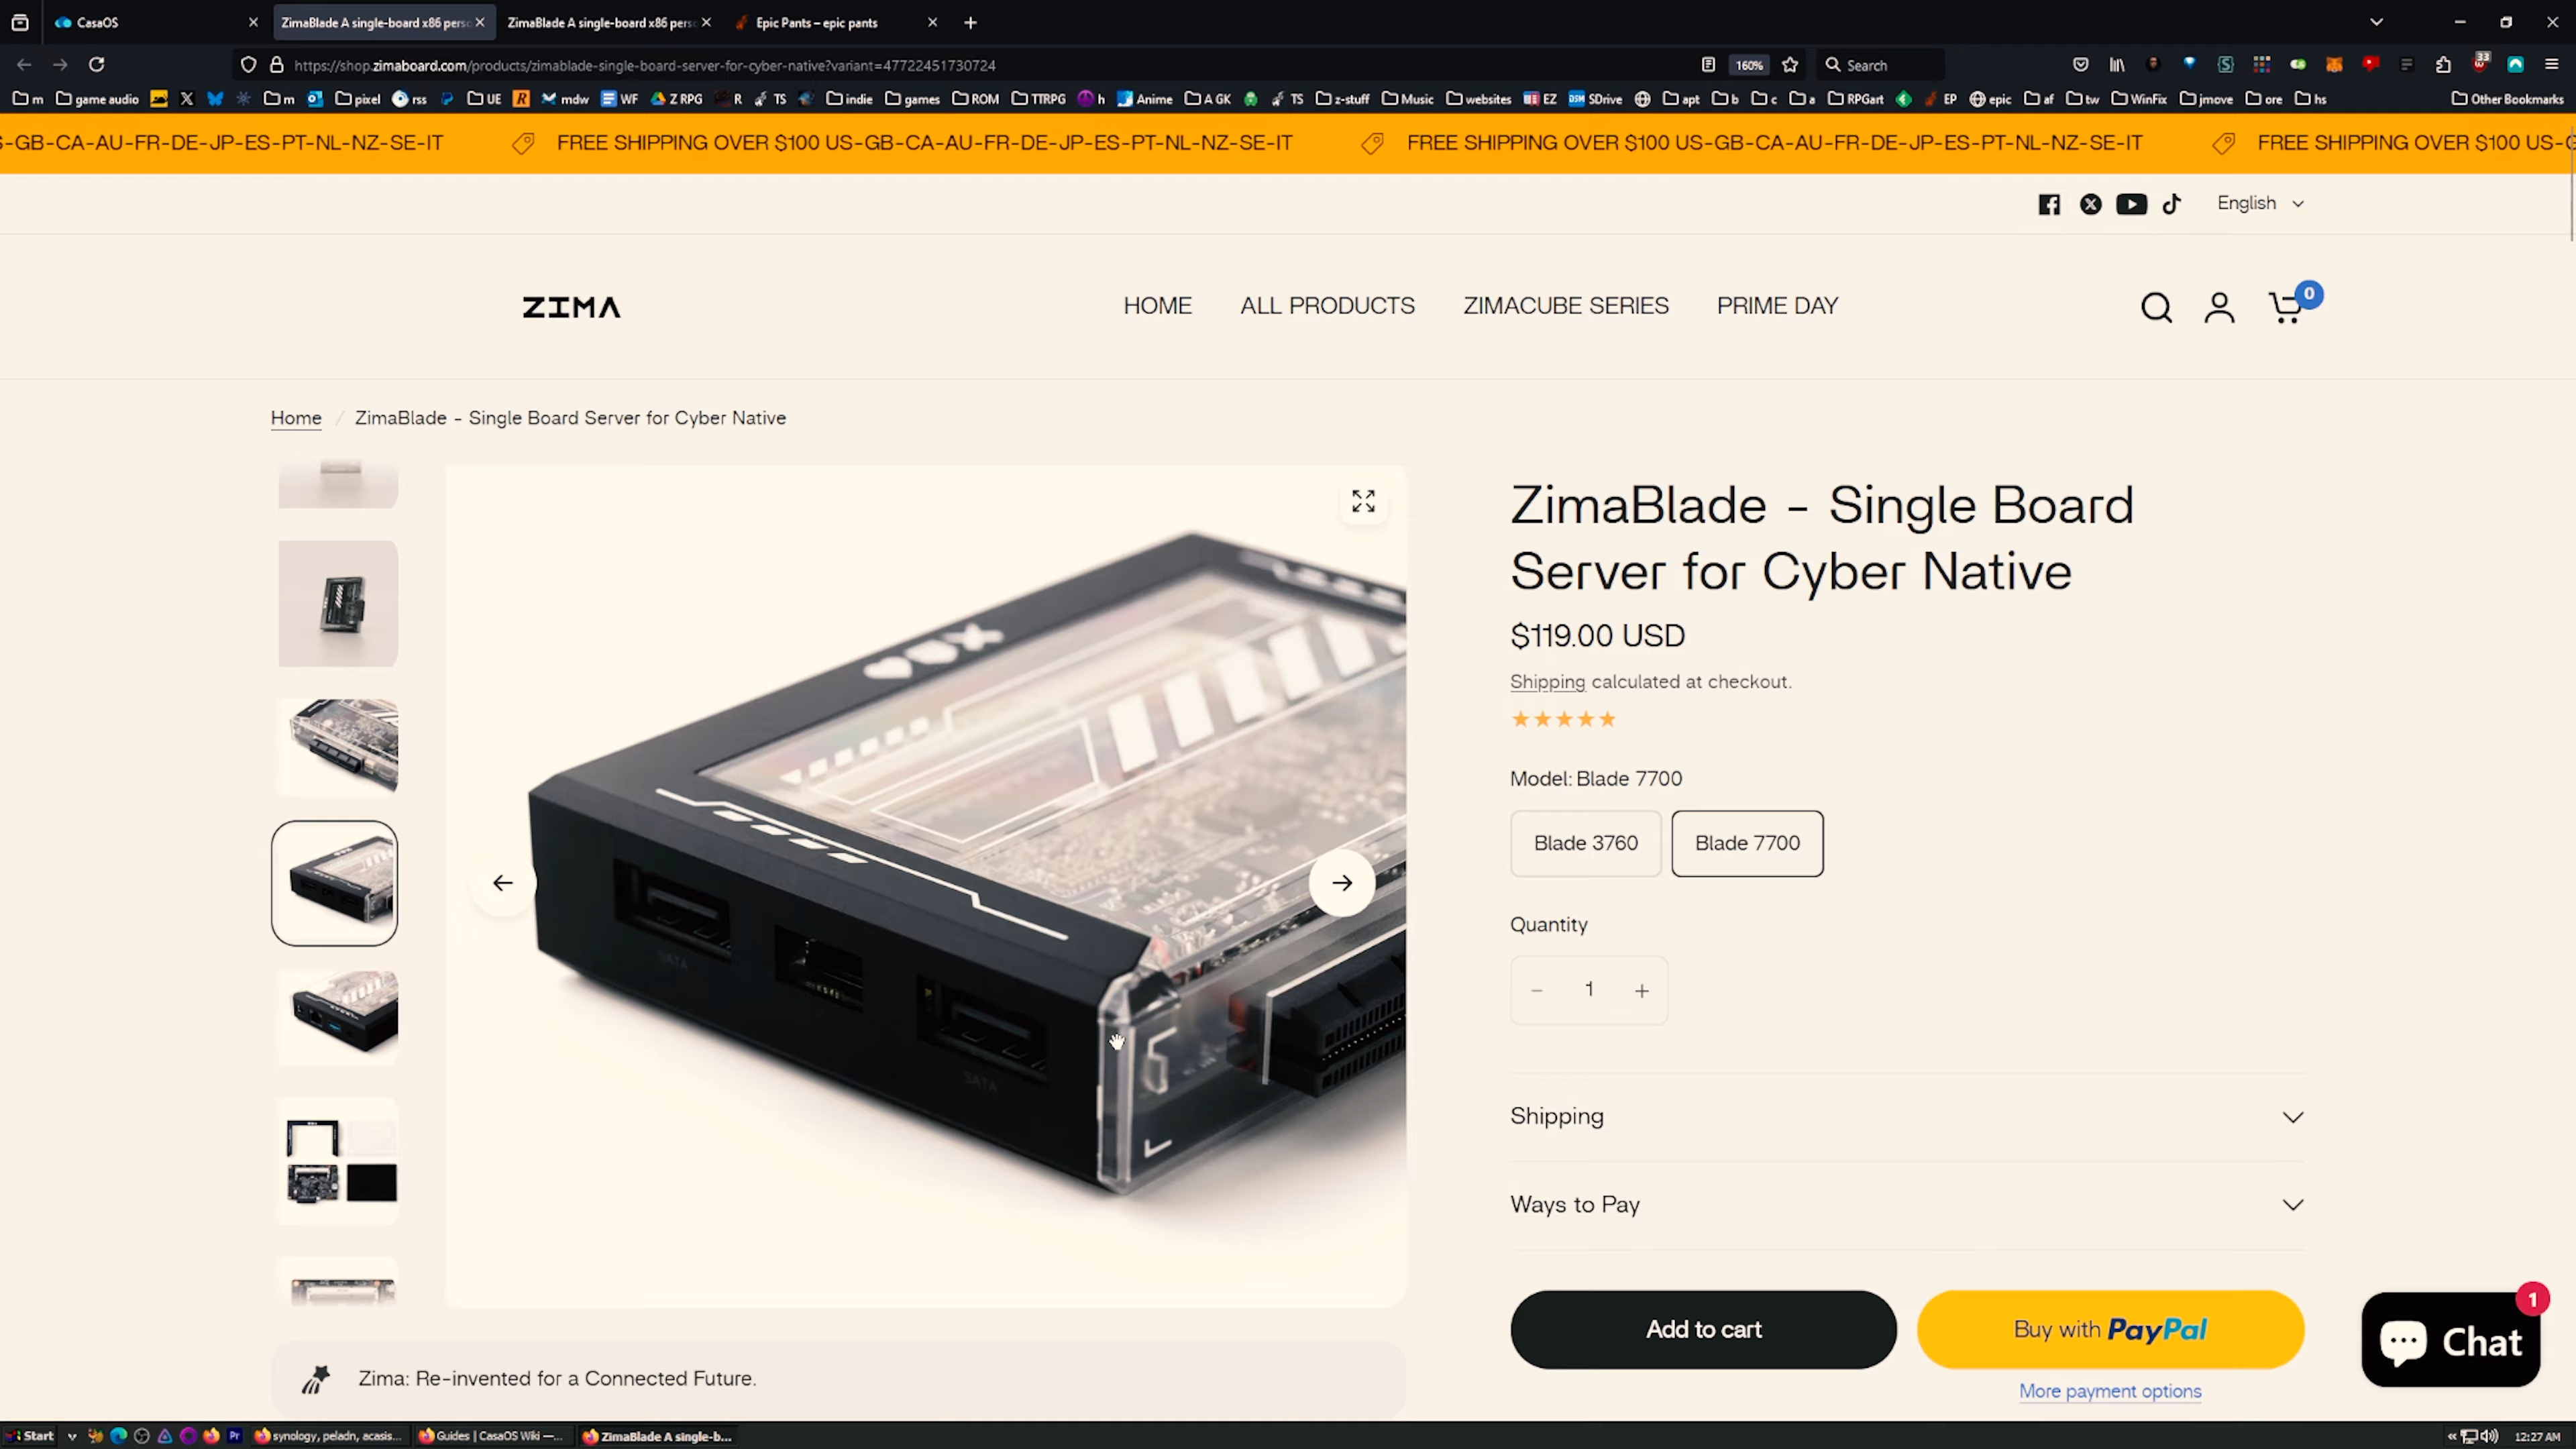 CasaOS
ZimaBlade A single-board x86 perso
ZimaBlade A single-board x86 perso
Epic Pants – epic pants
https://shop.zimaboard.com/products/zimablade-single-board-server-for-cyber-native?variant=47722451730724
160%
Search
33
m
game audio
m
pixel
rss
UE
R
mdw
WF
Z RPG
R
TS
indie
games
ROM
TTRPG
h
Anime
A GK
TS
z-stuff
Music
websites
EZ
SDrive
apt
b
c
a
RPGart
EP
epic
af
tw
WinFix
jmove
ore
hs
Other Bookmarks
S-GB-CA-AU-FR-DE-JP-ES-PT-NL-NZ-SE-IT
FREE SHIPPING OVER $100 US-GB-CA-AU-FR-DE-JP-ES-PT-NL-NZ-SE-IT
FREE SHIPPING OVER $100 US-GB-CA-AU-FR-DE-JP-ES-PT-NL-NZ-SE-IT
FREE SHIPPING OVER $100 US-G
English
ZIMA
HOME
ALL PRODUCTS
ZIMACUBE SERIES
PRIME DAY
0
Home / ZimaBlade - Single Board Server for Cyber Native
SATA
SATA
ZimaBlade - Single Board
Server for Cyber Native
$119.00 USD
Shipping calculated at checkout.
Model: Blade 7700
Blade 3760
Blade 7700
Quantity
1
Shipping
Ways to Pay
Add to cart
Buy with PayPal
More payment options
1
Chat
Zima: Re-invented for a Connected Future.
Start
Pr
synology, peladn, acasis...
Guides | CasaOS Wiki —...
ZimaBlade A single-b...
12:27 AM